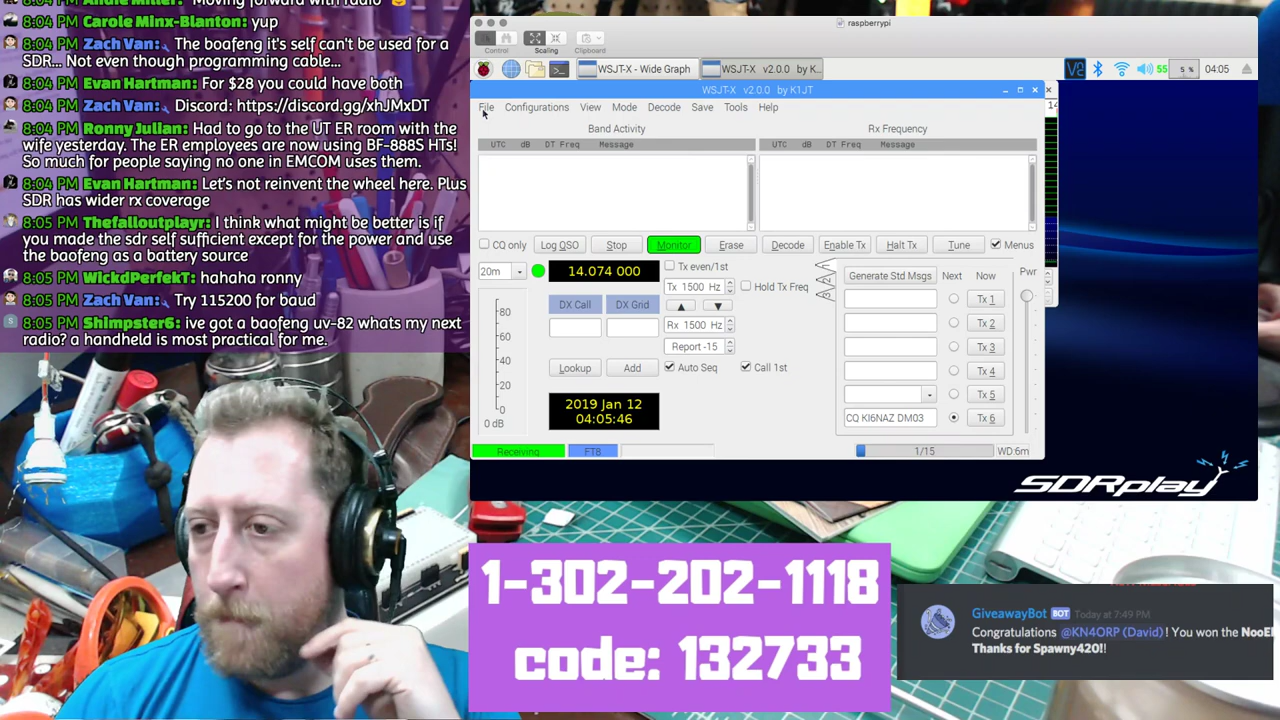 Moving forward with radio
8:04 PM Carole Minx-Blanton: yup
8:04 PM Zach Van: The boafeng it's self can't be used for a
SDR... Not even though programming cable...
8:04 PM Evan Hartman: For $28 you could have both
8:04 PM Zach Van: Discord: https://discord.gg/xhJMxDT
8:04 PM Ronny Julian: Had to go to the UT ER room with the
wife yesterday. The ER employees are now using BF-888S HTs!
So much for people saying no one in EMCOM uses them.
8:04 PM Evan Hartman: Let's not reinvent the wheel here. Plus
SDR has wider rx coverage
8:05 PM Thefalloutplayr: I think what might be better is if
you made the sdr self sufficient except for the power and use
the baofeng as a battery source
8:05 PM WickdPerfekT: hahaha ronny
8:05 PM Zach Van: Try 115200 for baud
8:05 PM Shimpster6: ive got a baofeng uv-82 whats my next
radio? a handheld is most practical for me.
raspberrypi
Control Scaling Clipboard
WSJT-X - Wide Graph WSJT-X v2.0.0 by K. 55 5 % 04:05
WSJT-X v2.0.0 by K1JT
File Configurations View Mode Decode Save Tools Help
14
Band Activity Rx Frequency
UTC dB DT Freq Message UTC dB DT Freq Message
CQ only Log QSO Stop Monitor Erase Decode Enable Tx Halt Tx Tune Menus
20m 14.074 000 Tx even/1st Pwr
Tx 1500 Hz Hold Tx Freq
Generate Std Msgs Next Now
DX Call DX Grid
Rx 1500 Hz
Report -15
Lookup Add Auto Seq Call 1st
80
60
40
20
0
0 dB
2019 Jan 12
04:05:46
Tx 1
Tx 2
Tx 3
Tx 4
Tx 5
CQ KI6NAZ DM03 Tx 6
Receiving FT8 1/15 WD:6m
SDRplay
1-302-202-1118
code: 132733
GiveawayBot BOT Today at 7:49 PM
Congratulations @KN4ORP (David)! You won the
Thanks for Spawny420!!